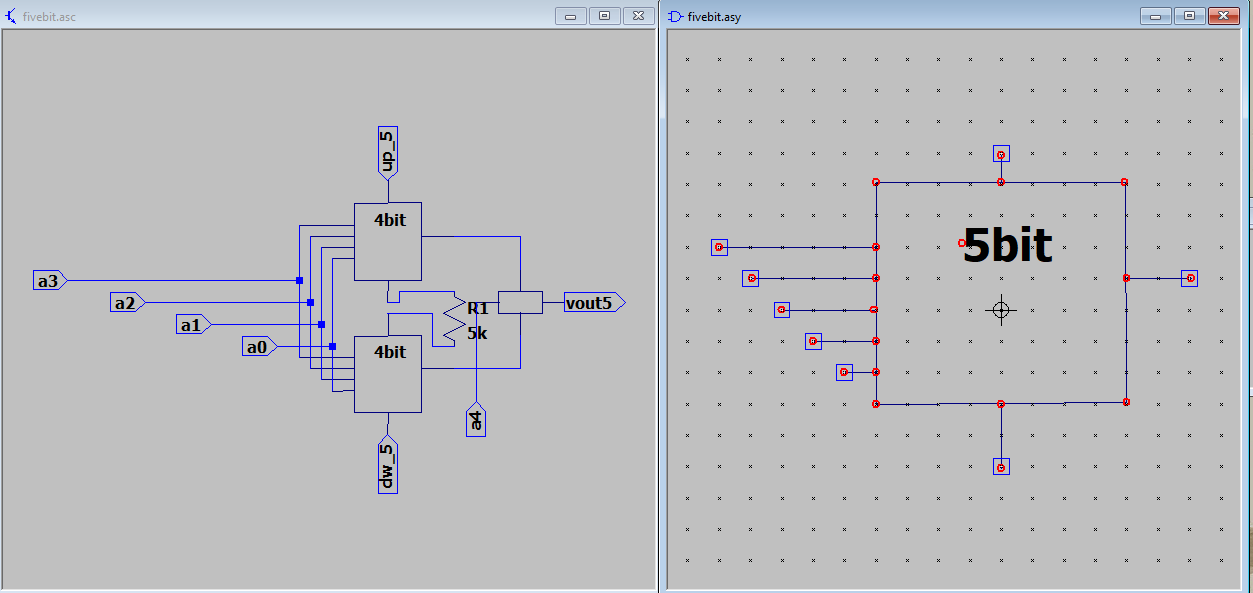 fivebit.asc
fivebit.asy
up_5
4bit
a3
a2
a1
a0
R1
5k
vout5
4bit
a4
dw_5
5bit